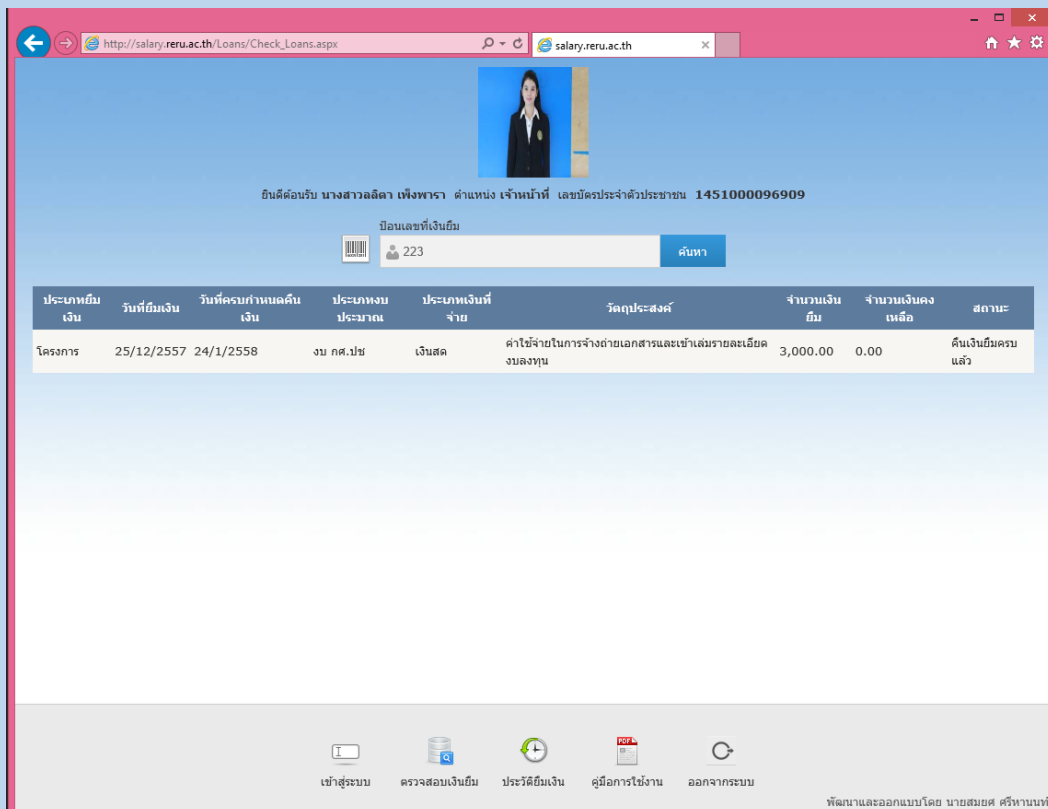 http://salary.reru.ac.th/Loans/Check_Loans.aspx
salary.reru.ac.th
ยินดีต้อนรับ นางสาวลลิตา เพ็งพารา ตำแหน่ง เจ้าหน้าที่ เลขบัตรประจำตัวประชาชน 1451000096909
ป้อนเลขที่เงินยืม
223
ค้นหา
ประเภทยืมเงิน วันที่ยืมเงิน วันที่ครบกำหนดคืนเงิน ประเภทงบประมาณ ประเภทเงินที่จ่าย วัตถุประสงค์ จำนวนเงินยืม จำนวนเงินคงเหลือ สถานะ
โครงการ 25/12/2557 24/1/2558 งบ กศ.ปช เงินสด ค่าใช้จ่ายในการจ้างถ่ายเอกสารและเข้าเล่มรายละเอียดงบลงทุน 3,000.00 0.00 คืนเงินยืมครบแล้ว
PDF
เข้าสู่ระบบ ตรวจสอบเงินยืม ประวัติยืมเงิน คู่มือการใช้งาน ออกจากระบบ
พัฒนาและออกแบบโดย นายสมยศ ศรีทานนท์